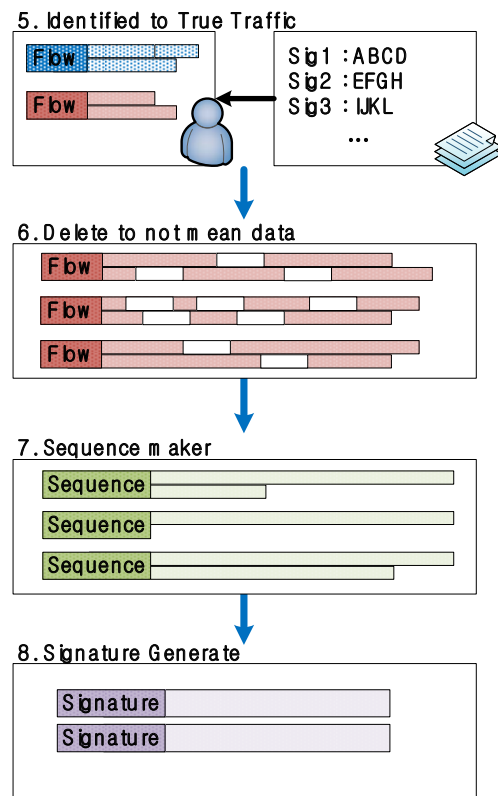 5. Identified to True Traffic
Flow
Flow
Sig1 : ABCD
Sig2 : EFGH
Sig3 : IJKL
...
6. Delete to not mean data
Flow
Flow
Flow
7. Sequence maker
Sequence
Sequence
Sequence
8. Signature Generate
Signature
Signature